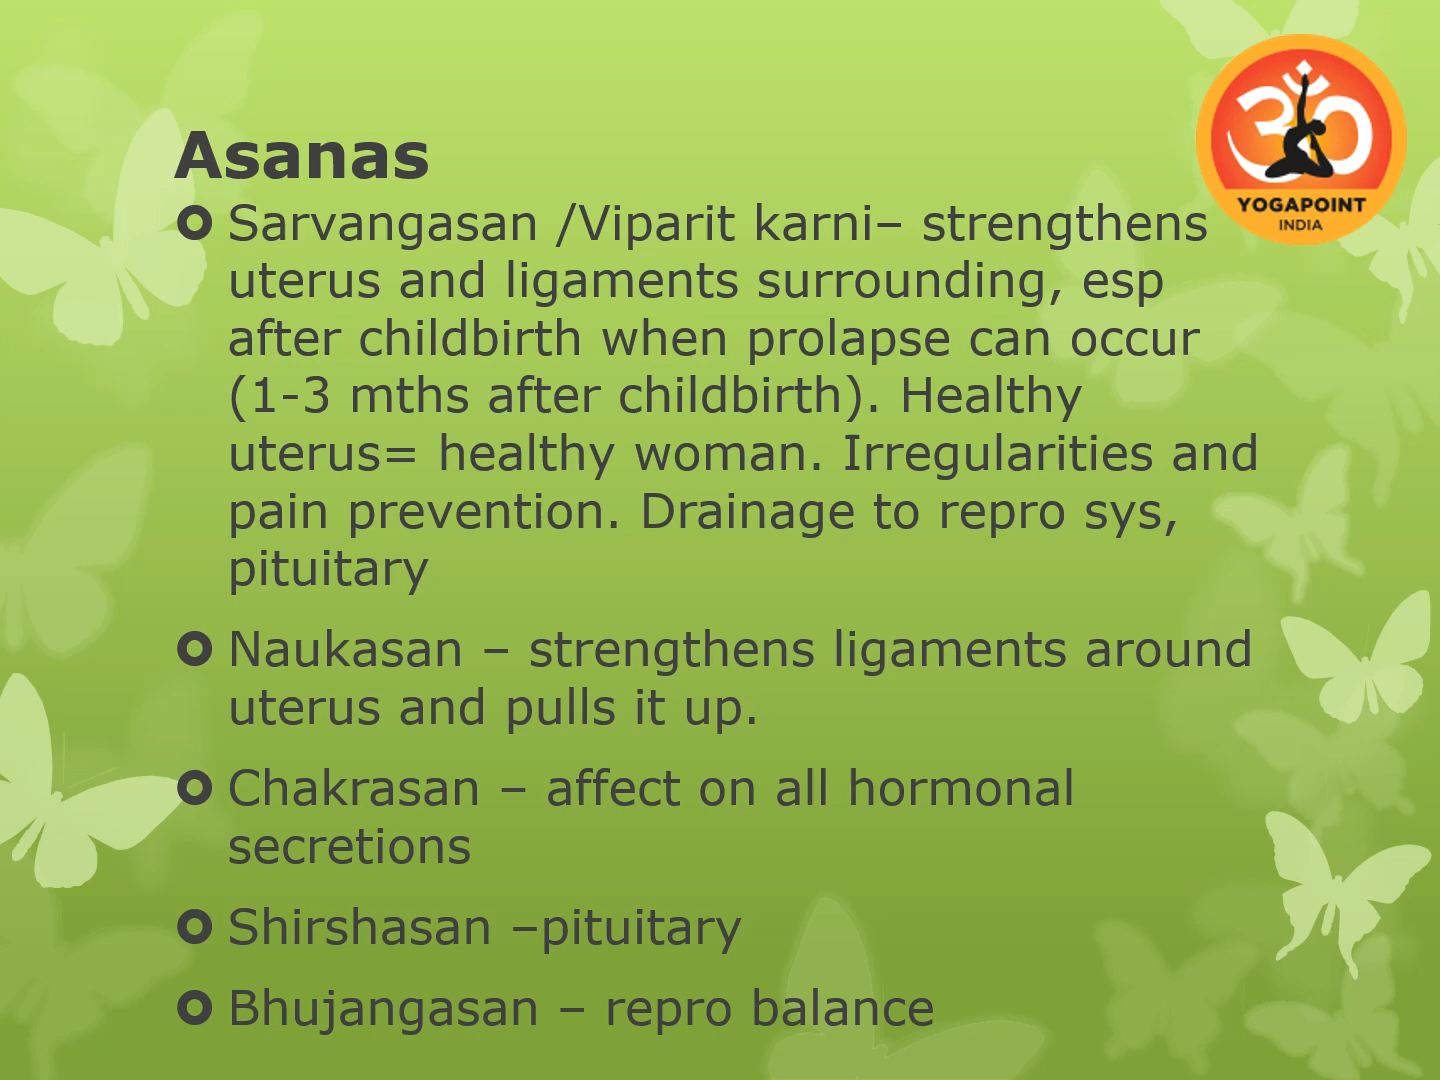 Asanas
Sarvangasan /Viparit karni– strengthens
uterus and ligaments surrounding, esp
after childbirth when prolapse can occur
(1-3 mths after childbirth). Healthy
uterus= healthy woman. Irregularities and
pain prevention. Drainage to repro sys,
pituitary
Naukasan – strengthens ligaments around
uterus and pulls it up.
Chakrasan – affect on all hormonal
secretions
Shirshasan –pituitary
Bhujangasan – repro balance
ॐ
YOGAPOINT
INDIA